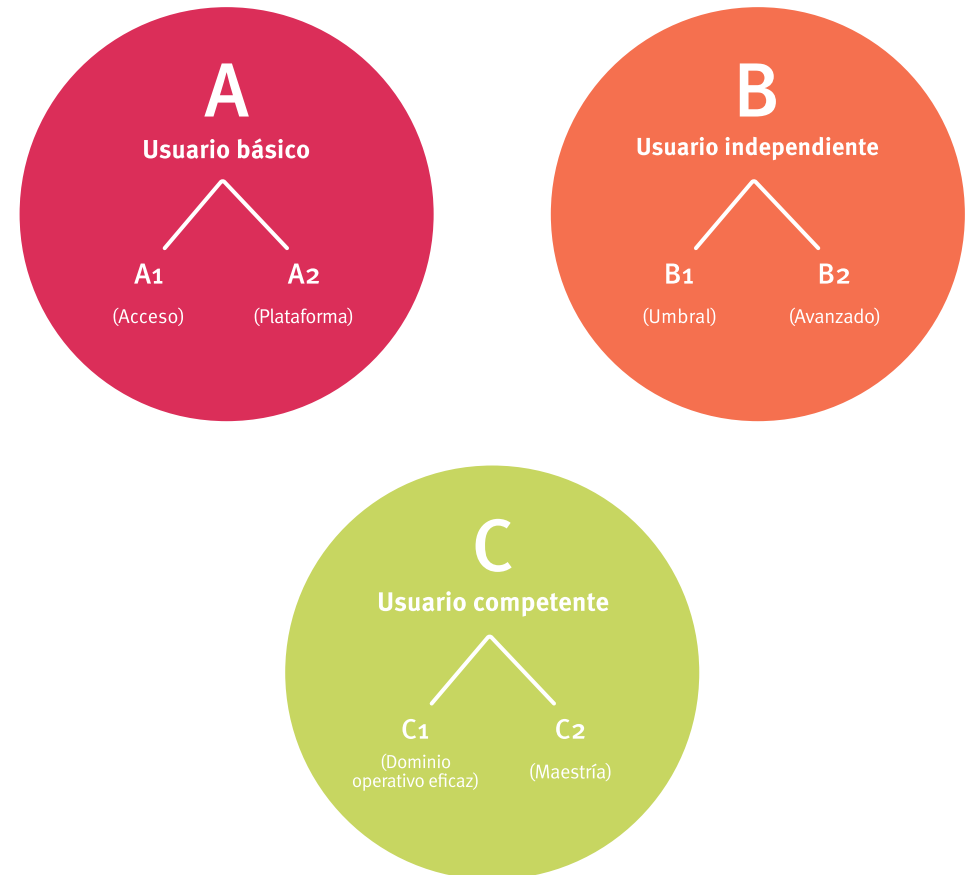 A
Usuario básico
A1
A2
(Acceso)
(Plataforma)
B
Usuario independiente
B1
B2
(Umbral)
(Avanzado)
C
Usuario competente
C1
C2
(Dominio
operativo eficaz)
(Maestría)